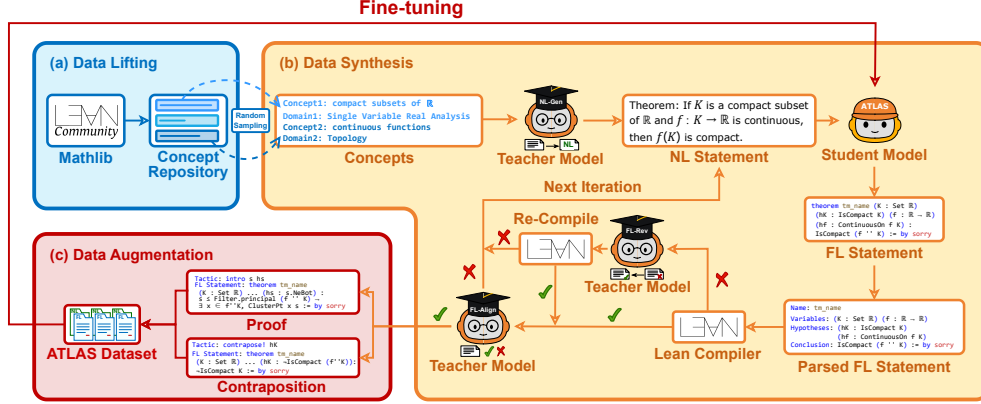 Fine-tuning
(a) Data Lifting
LEAN
Community
Mathlib
Concept
Repository
Random
Sampling
(b) Data Synthesis
Concept1: compact subsets of ℝ
Domain1: Single Variable Real Analysis
Concept2: continuous functions
Domain2: Topology
Concepts
NL-Gen
NL
Teacher Model
Theorem: If K is a compact subset
of ℝ and f: K → ℝ is continuous,
then f(K) is compact.
NL Statement
ATLAS
Student Model
Next Iteration
theorem tm_name (K : Set ℝ)
(hK : IsCompact K) (f : ℝ → ℝ)
(hf : ContinuousOn f K) :
IsCompact (f '' K) := by sorry
FL Statement
Name: tm_name
Variables: (K : Set ℝ) (f : ℝ → ℝ)
Hypotheses: (hK : IsCompact K)
(hf : ContinuousOn f K)
Conclusion: IsCompact (f '' K) := by sorry
Parsed FL Statement
LEAN
Lean Compiler
FL-Rev
Teacher Model
Re-Compile
LEAN
FL-Align
Teacher Model
(c) Data Augmentation
Tactic: intro s hs
FL Statement: theorem tm_name
(K : Set ℝ) ... (hs : s.NeBot) :
s ≤ Filter.principal (f '' K) →
∃ x ∈ f''K, ClusterPt x s := by sorry
Proof
Tactic: contrapose! hK
FL Statement: theorem tm_name
(K : Set ℝ) ... (hK : ¬IsCompact (f''K)):
¬IsCompact K := by sorry
Contraposition
ATLAS Dataset